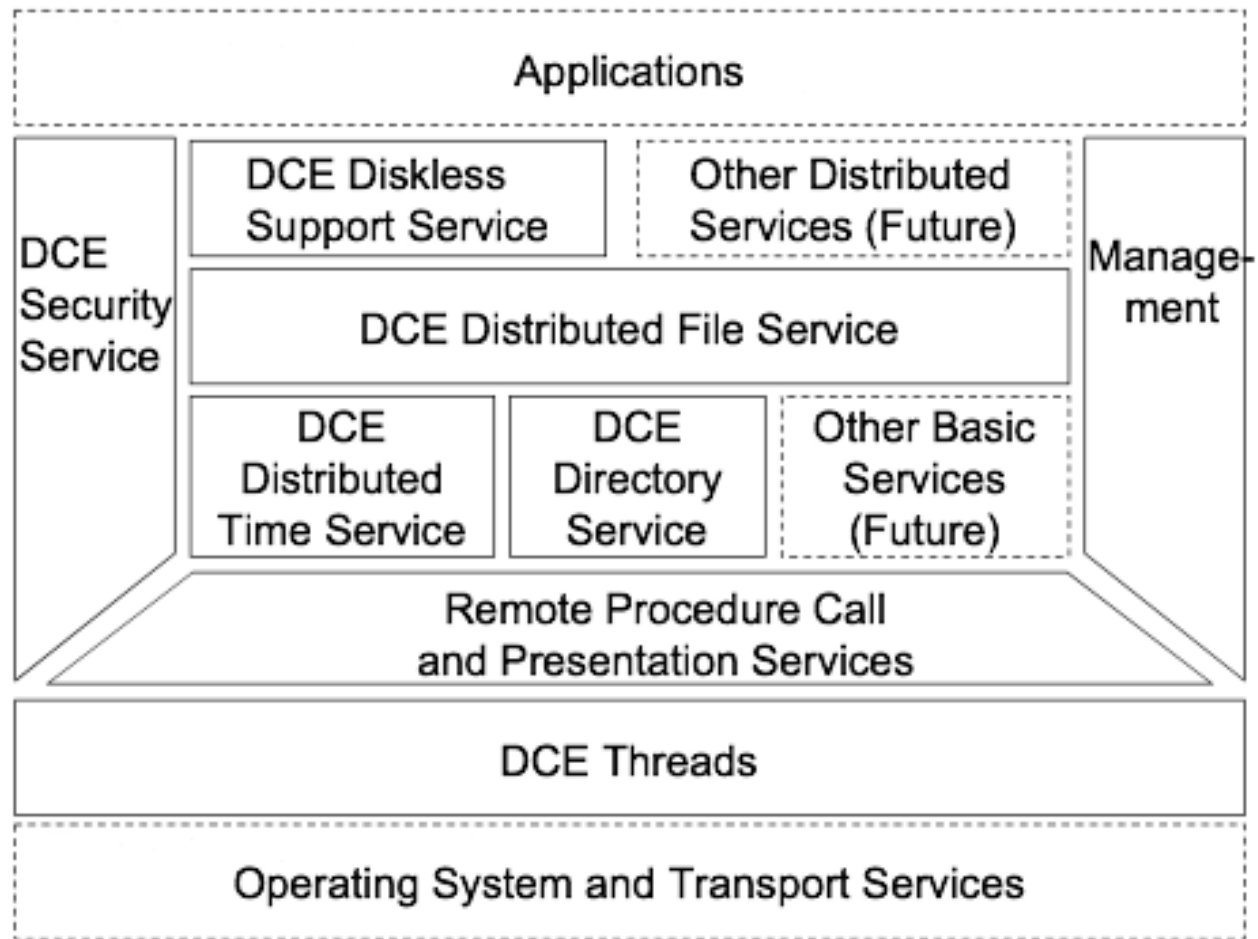 Applications
DCE
Security
Service
DCE Diskless
Support Service
Other Distributed
Services (Future)
Manage-
ment
DCE Distributed File Service
DCE
Distributed
Time Service
DCE
Directory
Service
Other Basic
Services
(Future)
Remote Procedure Call
and Presentation Services
DCE Threads
Operating System and Transport Services